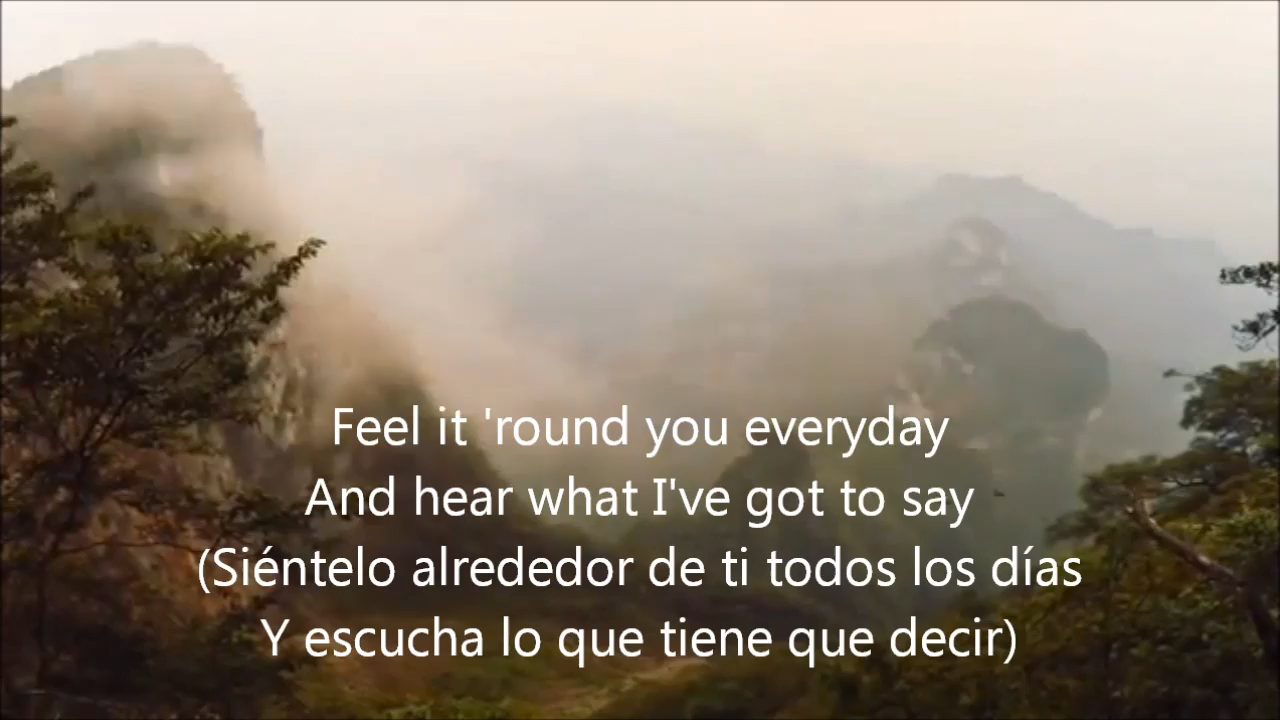 Feel it 'round you everyday
And hear what I've got to say
(Siéntelo alrededor de ti todos los días
Y escucha lo que tiene que decir)